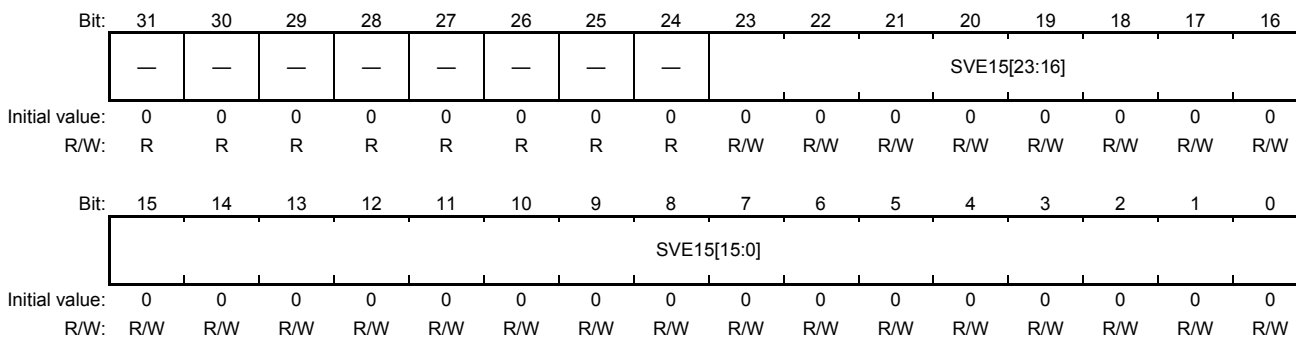 Bit: 31 30 29 28 27 26 25 24 23 22 21 20 19 18 17 16
— — — — — — — — SVE15[23:16]
Initial value: 0 0 0 0 0 0 0 0 0 0 0 0 0 0 0 0
R/W: R R R R R R R R R/W R/W R/W R/W R/W R/W R/W R/W
Bit: 15 14 13 12 11 10 9 8 7 6 5 4 3 2 1 0
SVE15[15:0]
Initial value: 0 0 0 0 0 0 0 0 0 0 0 0 0 0 0 0
R/W: R/W R/W R/W R/W R/W R/W R/W R/W R/W R/W R/W R/W R/W R/W R/W R/W